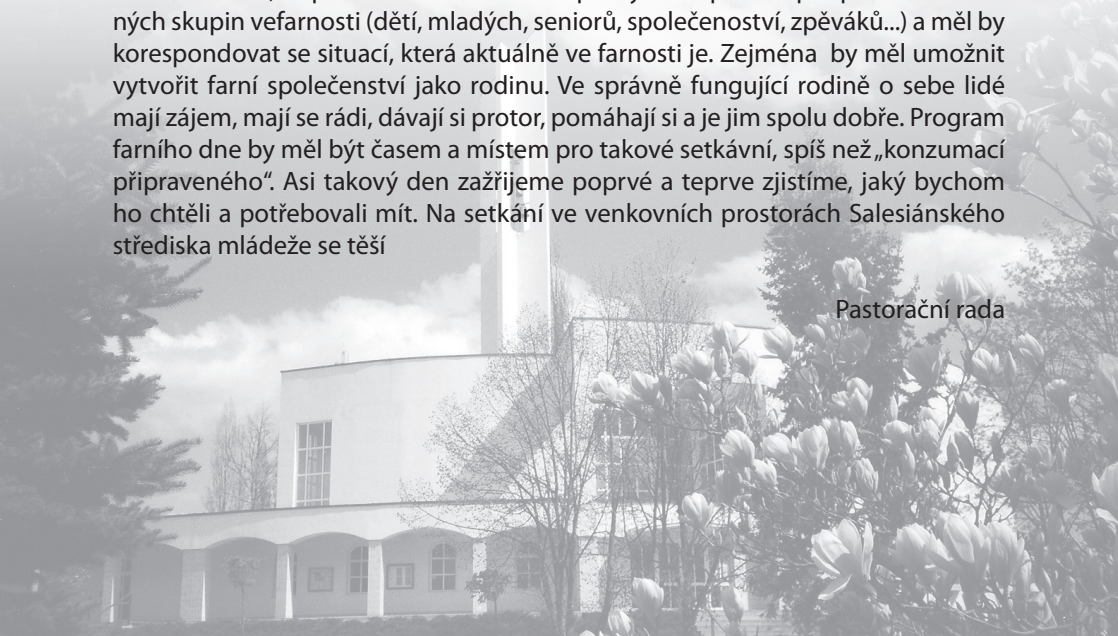 ných skupin vefarnosti (dětí, mladých, seniorů, společenoství, zpěváků...) a měl by
korespondovat se situací, která aktuálně ve farnosti je. Zejména  by měl umožnit
vytvořit farní společenství jako rodinu. Ve správně fungující rodině o sebe lidé
mají zájem, mají se rádi, dávají si protor, pomáhají si a je jim spolu dobře. Program
farního dne by měl být časem a místem pro takové setkávní, spíš než „konzumací
připraveného“. Asi takový den zažřijeme poprvé a teprve zjistíme, jaký bychom
ho chtěli a potřebovali mít. Na setkání ve venkovních prostorách Salesiánského
střediska mládeže se těší
Pastorační rada